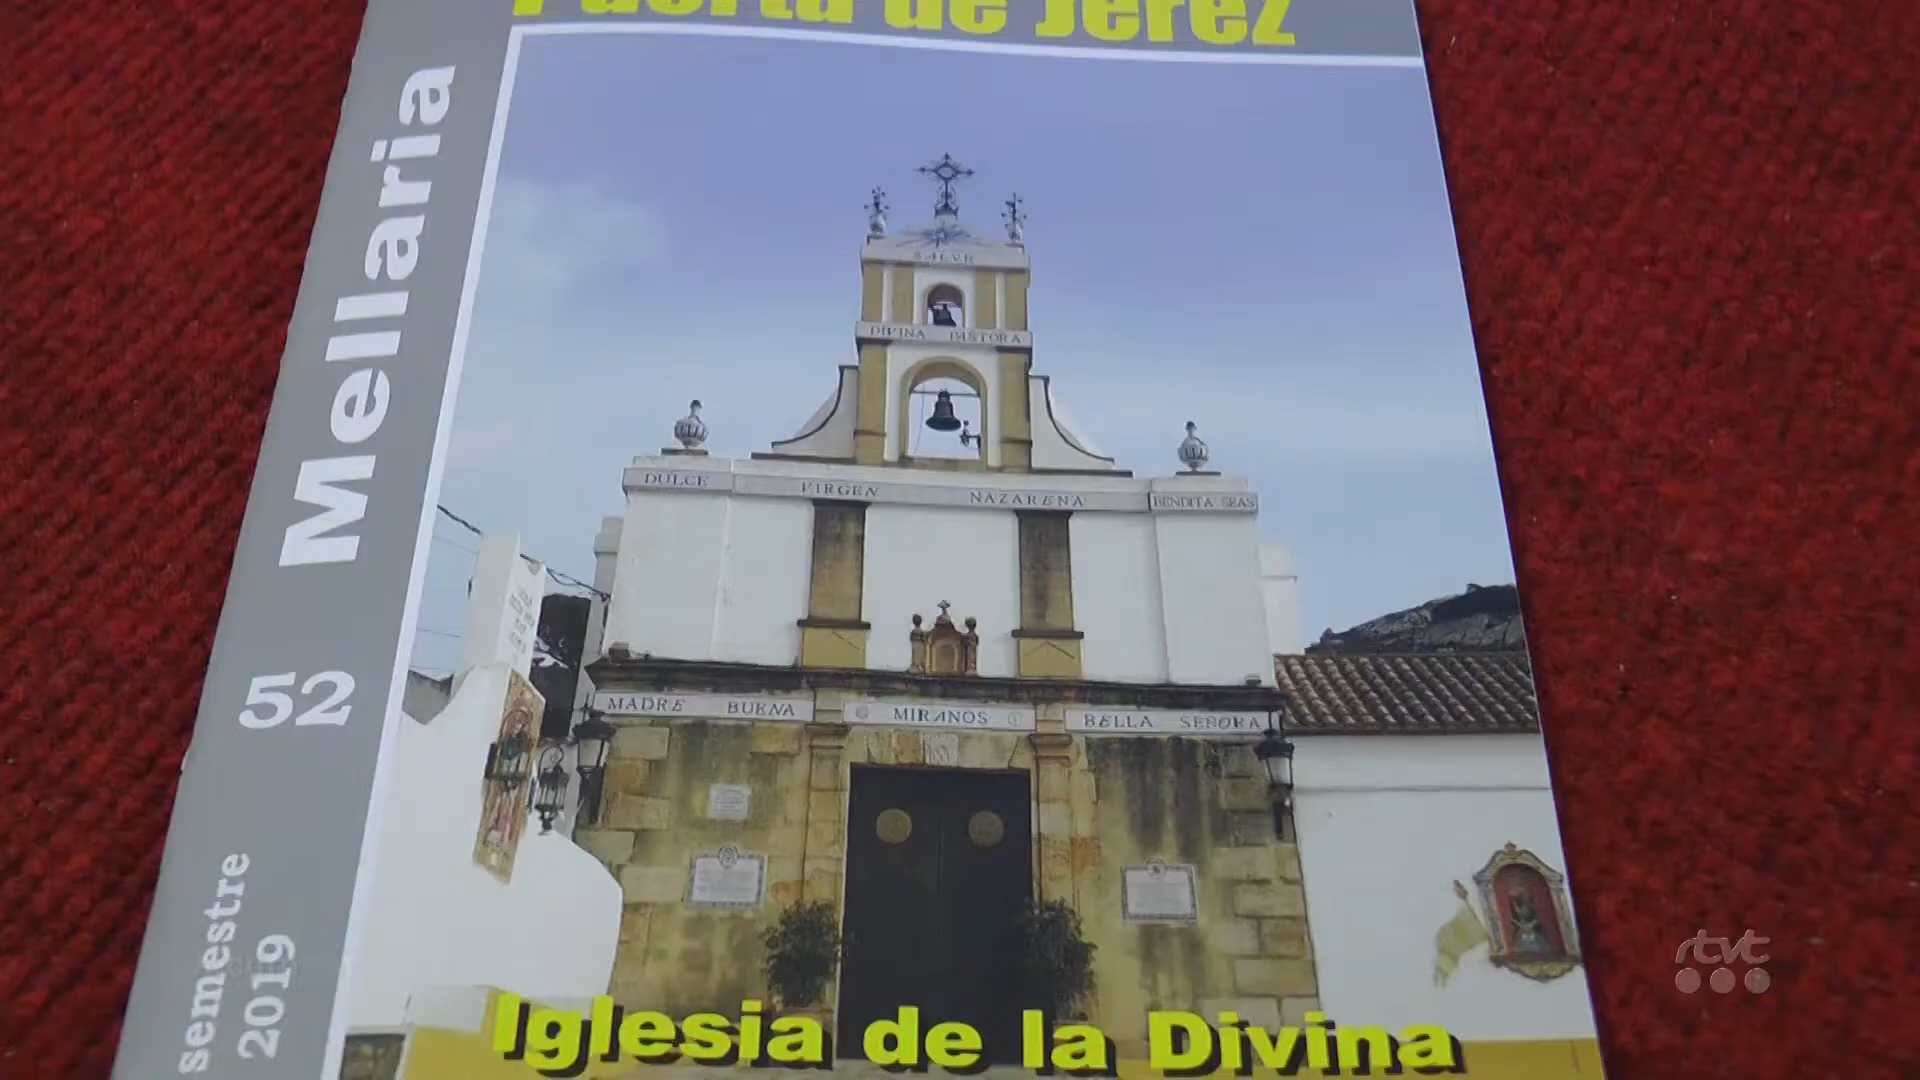 Puerta de Jerez
Mellaria
52
semestre
2019
SALVE
DIVINA PASTORA
DULCE VIRGEN NAZARENA BENDITA SEAS
MADRE BUENA MIRANOS BELLA SEÑORA
Iglesia de la Divina
rtvt